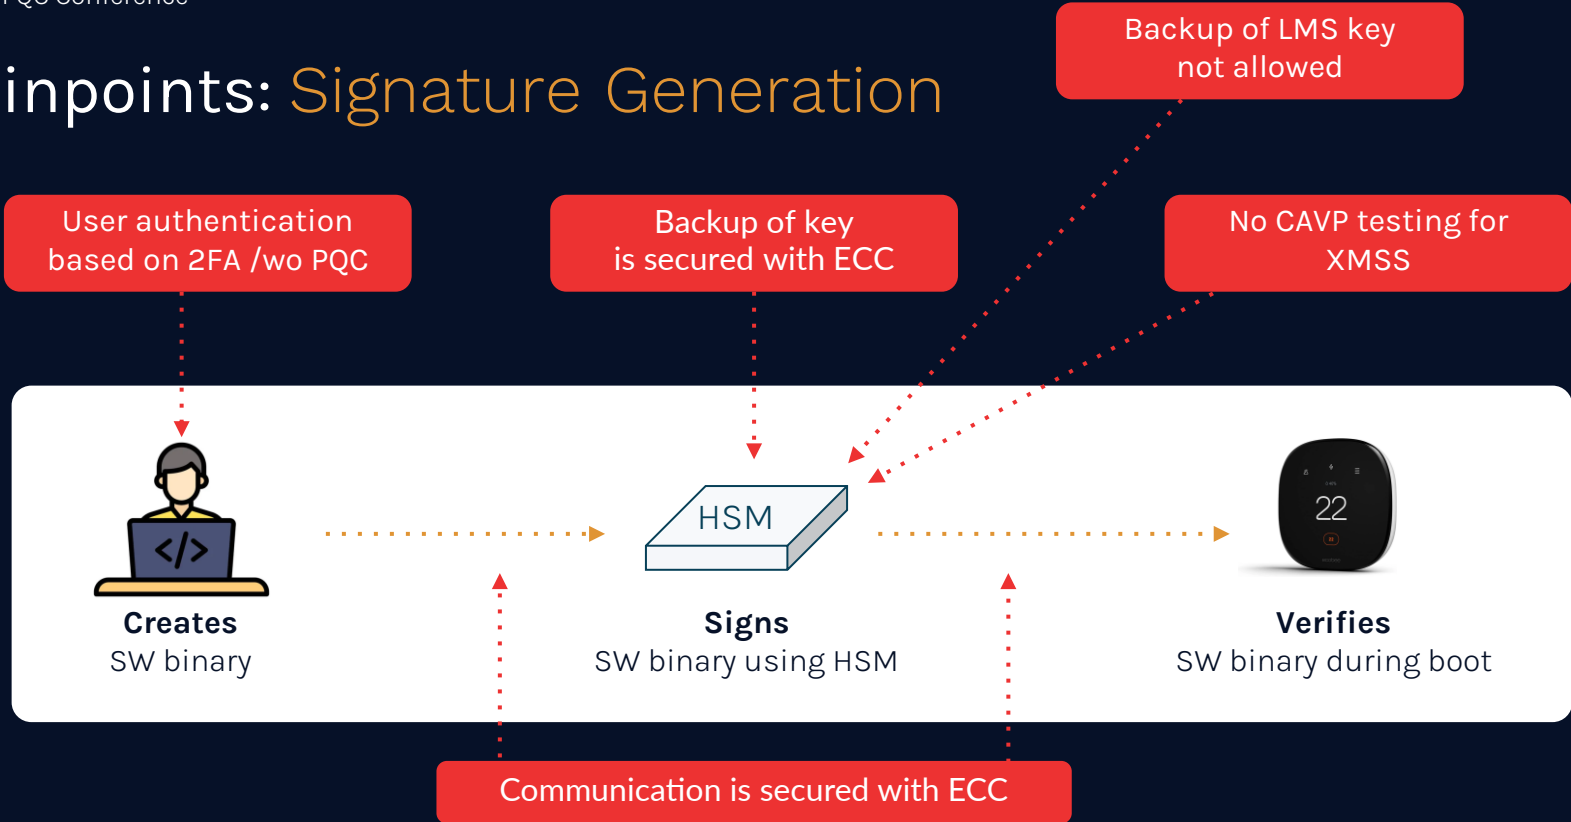 PQC Conference
inpoints: Signature Generation
Backup of LMS key
not allowed
User authentication
based on 2FA /wo PQC
Backup of key
is secured with ECC
No CAVP testing for
XMSS
HSM
22
Creates
SW binary
Signs
SW binary using HSM
Verifies
SW binary during boot
Communication is secured with ECC